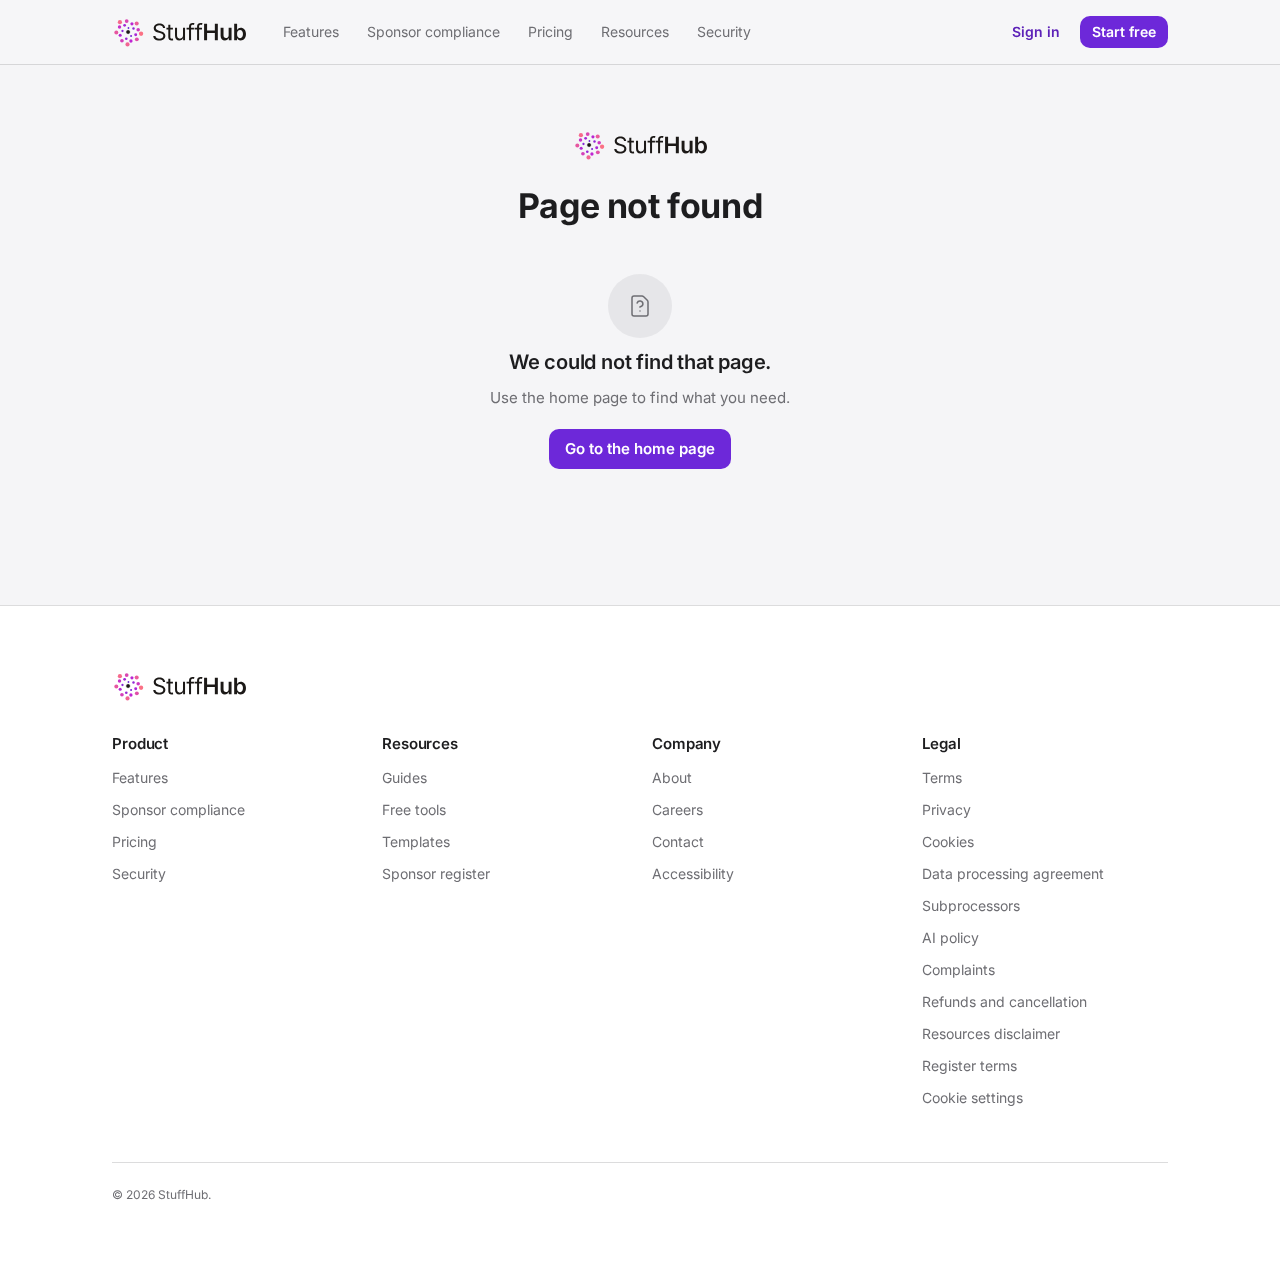 StuffHub
Features
Sponsor compliance
Pricing
Resources
Security
Sign in
Start free
StuffHub
Page not found
We could not find that page.
Use the home page to find what you need.
Go to the home page
StuffHub
Product
Features
Sponsor compliance
Pricing
Security
Resources
Guides
Free tools
Templates
Sponsor register
Company
About
Careers
Contact
Accessibility
Legal
Terms
Privacy
Cookies
Data processing agreement
Subprocessors
AI policy
Complaints
Refunds and cancellation
Resources disclaimer
Register terms
Cookie settings
© 2026 StuffHub.